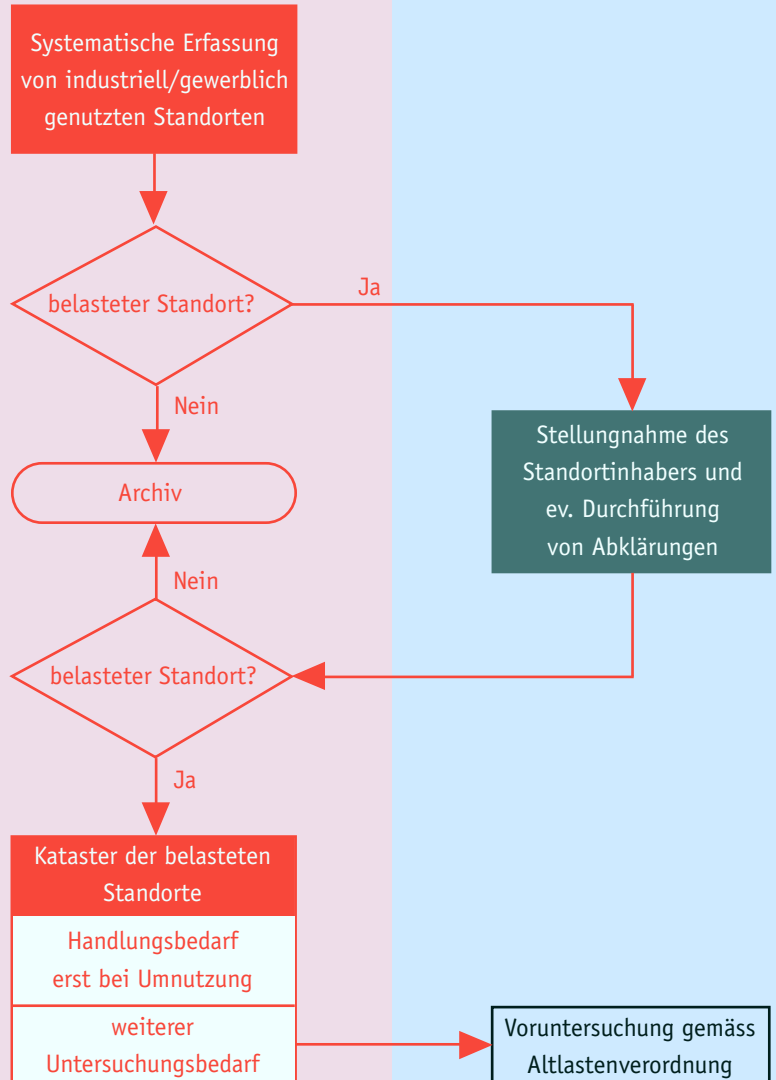 Systematische Erfassung
von industriell/gewerblich
genutzten Standorten
belasteter Standort?
Ja
Nein
Archiv
Stellungnahme des
Standortinhabers und
ev. Durchführung
von Abklärungen
Nein
belasteter Standort?
Ja
Kataster der belasteten
Standorte
Handlungsbedarf
erst bei Umnutzung
weiterer
Untersuchungsbedarf
Voruntersuchung gemäss
Altlastenverordnung